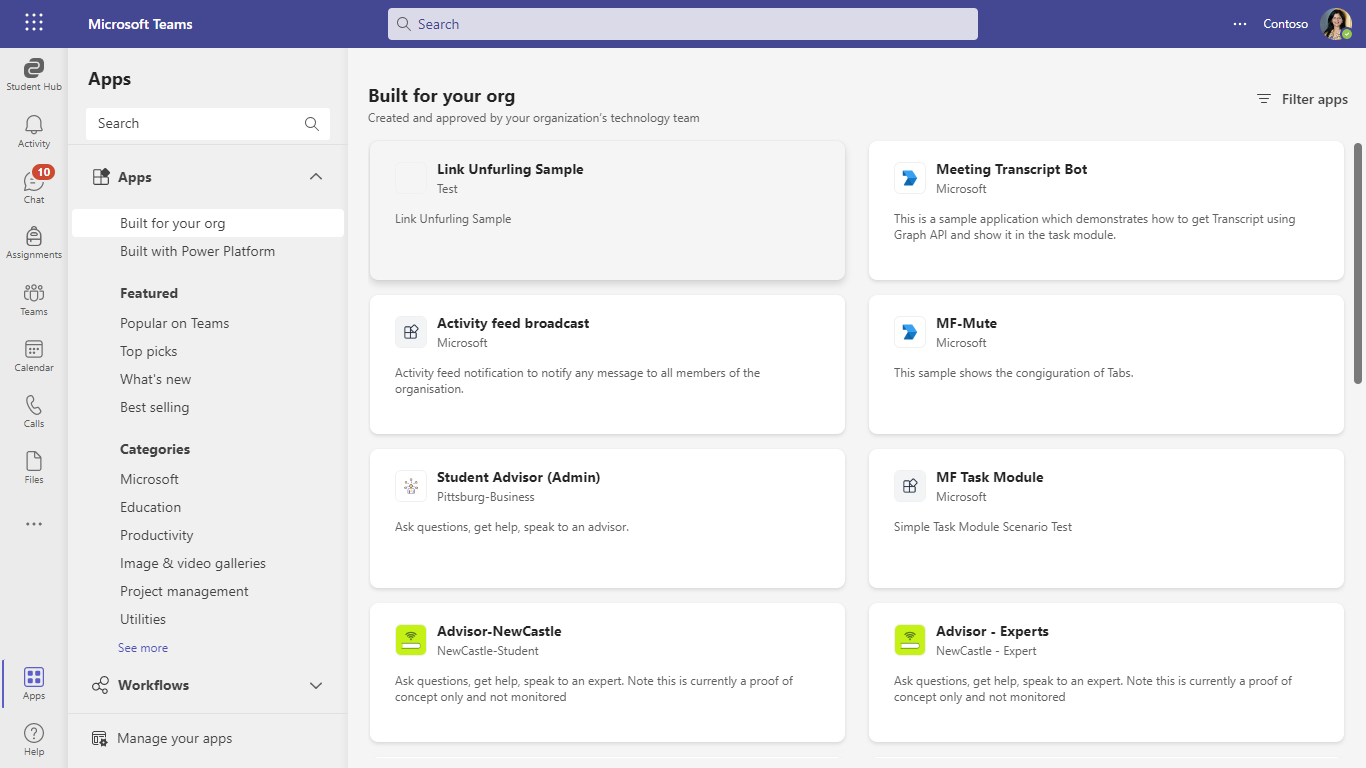 Microsoft Teams
Search
Contoso
Student Hub
Activity
10
Chat
Assignments
Teams
Calendar
Calls
Files
Apps
Help
Apps
Search
Apps
Built for your org
Built with Power Platform
Featured
Popular on Teams
Top picks
What's new
Best selling
Categories
Microsoft
Education
Productivity
Image & video galleries
Project management
Utilities
See more
Workflows
Manage your apps
Built for your org
Created and approved by your organization's technology team
Filter apps
Link Unfurling Sample
Test
Link Unfurling Sample
Meeting Transcript Bot
Microsoft
This is a sample application which demonstrates how to get Transcript using
Graph API and show it in the task module.
Activity feed broadcast
Microsoft
Activity feed notification to notify any message to all members of the
organisation.
MF-Mute
Microsoft
This sample shows the congiguration of Tabs.
Student Advisor (Admin)
Pittsburg-Business
Ask questions, get help, speak to an advisor.
MF Task Module
Microsoft
Simple Task Module Scenario Test
Advisor-NewCastle
NewCastle-Student
Ask questions, get help, speak to an expert. Note this is currently a proof of
concept only and not monitored
Advisor - Experts
NewCastle - Expert
Ask questions, get help, speak to an expert. Note this is currently a proof of
concept only and not monitored